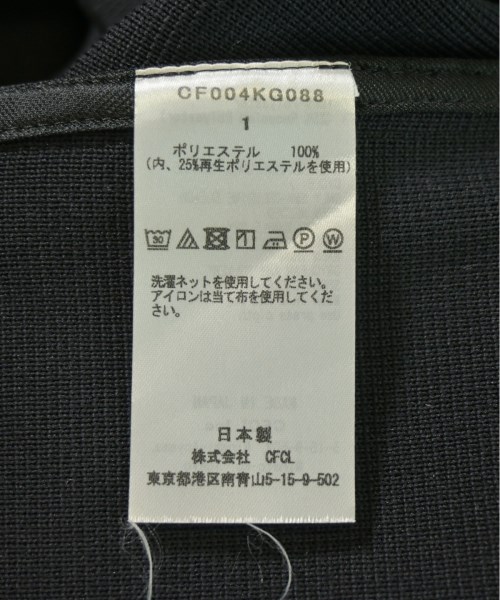 CF004KG088
1
ポリエステル 100%
(内、25%再生ポリエステルを使用)
30 P W
洗濯ネットを使用してください。
アイロンは当て布を使用してくだ
さい。
日本製
株式会社 CFCL
東京都港区南青山5-15-9-502